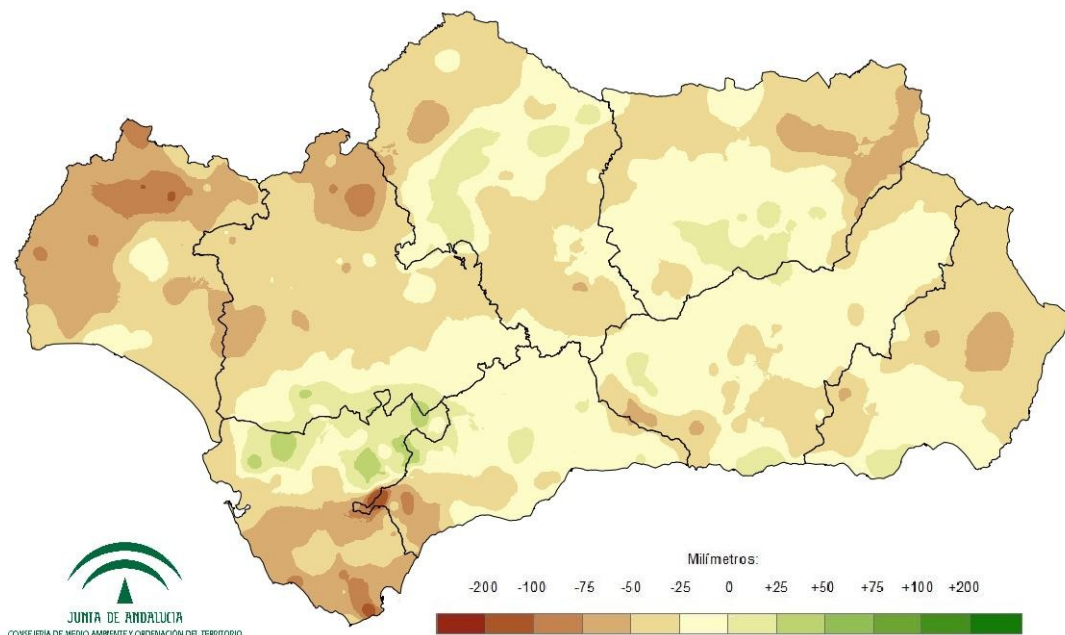 Milímetros:
-200 -100 -75 -50 -25 0 +25 +50 +75 +100 +200
JUNTA DE ANDALUCIA
CONSEJERIA DE MEDIO AMBIENTE Y ORDENACIÓN DEL TERRITORIO